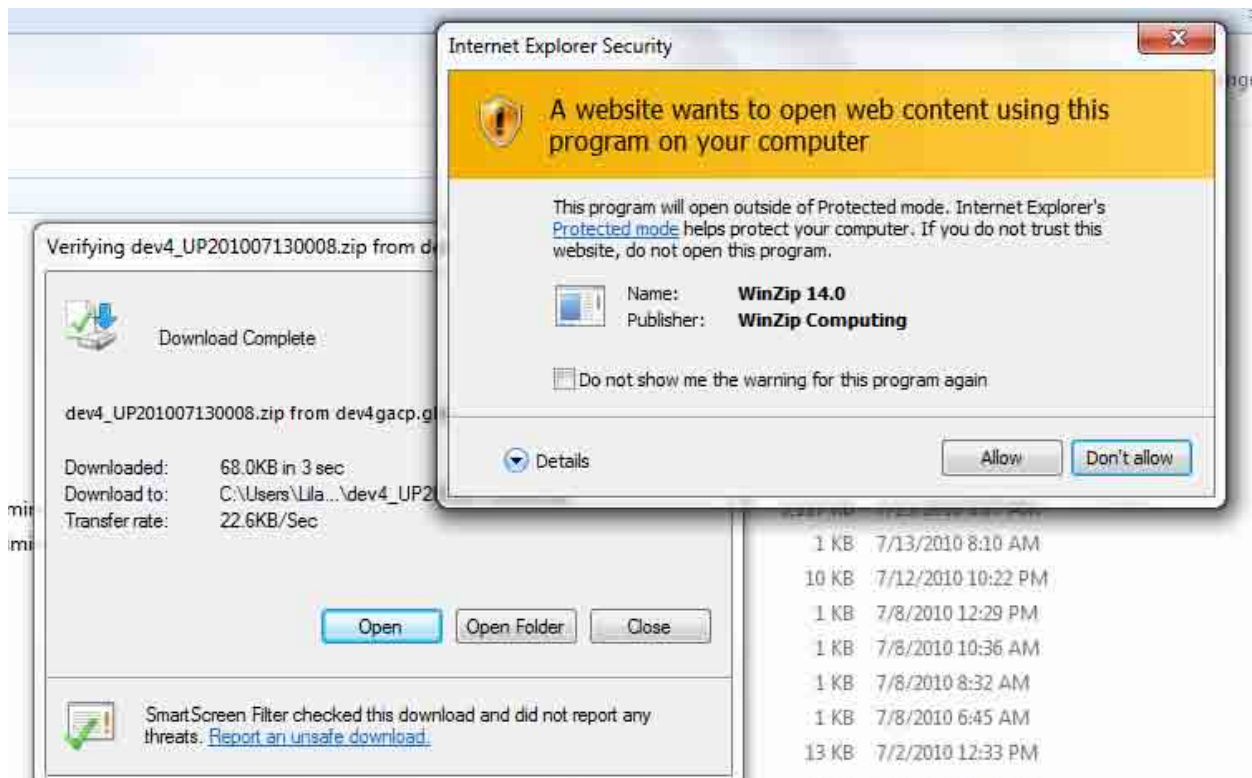 Internet Explorer Security
A website wants to open web content using this
program on your computer
This program will open outside of Protected mode. Internet Explorer's
Protected mode helps protect your computer. If you do not trust this
website, do not open this program.
Name: WinZip 14.0
Publisher: WinZip Computing
Do not show me the warning for this program again
Details
Allow
Don't allow
Verifying dev4_UP201007130008.zip from
Download Complete
dev4_UP201007130008.zip from dev4gacp.
Downloaded: 68.0KB in 3 sec
Download to: C:\Users\Lila...\dev4_UP2
Transfer rate: 22.6KB/Sec
Open
Open Folder
Close
SmartScreen Filter checked this download and did not report any
threats. Report an unsafe download.
1 KB 7/13/2010 8:10 AM
10 KB 7/12/2010 10:22 PM
1 KB 7/8/2010 12:29 PM
1 KB 7/8/2010 10:36 AM
1 KB 7/8/2010 8:32 AM
1 KB 7/8/2010 6:45 AM
13 KB 7/2/2010 12:33 PM